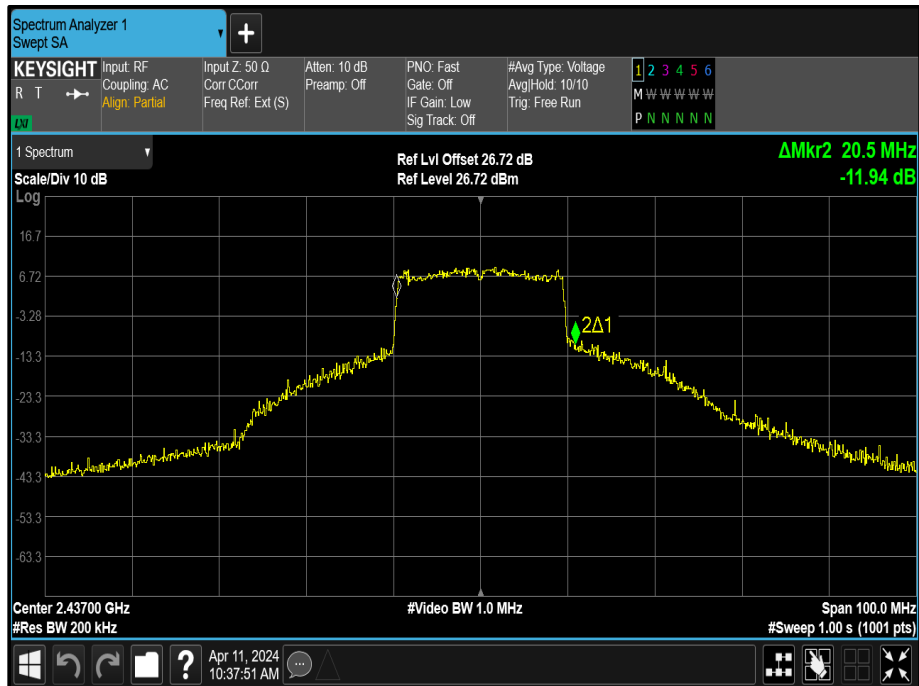 Spectrum Analyzer 1
Swept SA
KEYSIGHT
R T
LXI
Input: RF
Coupling: AC
Align: Partial
Input Z: 50 Ω
Corr CCorr
Freq Ref: Ext (S)
Atten: 10 dB
Preamp: Off
PNO: Fast
Gate: Off
IF Gain: Low
Sig Track: Off
#Avg Type: Voltage
Avg|Hold: 10/10
Trig: Free Run
1 2 3 4 5 6
M W W W W W
P N N N N N
1 Spectrum
Scale/Div 10 dB
Log
Ref Lvl Offset 26.72 dB
Ref Level 26.72 dBm
ΔMkr2 20.5 MHz
-11.94 dB
16.7
6.72
-3.28
-13.3
-23.3
-33.3
-43.3
-53.3
-63.3
2Δ1
Center 2.43700 GHz
#Res BW 200 kHz
#Video BW 1.0 MHz
Span 100.0 MHz
#Sweep 1.00 s (1001 pts)
?
Apr 11, 2024
10:37:51 AM